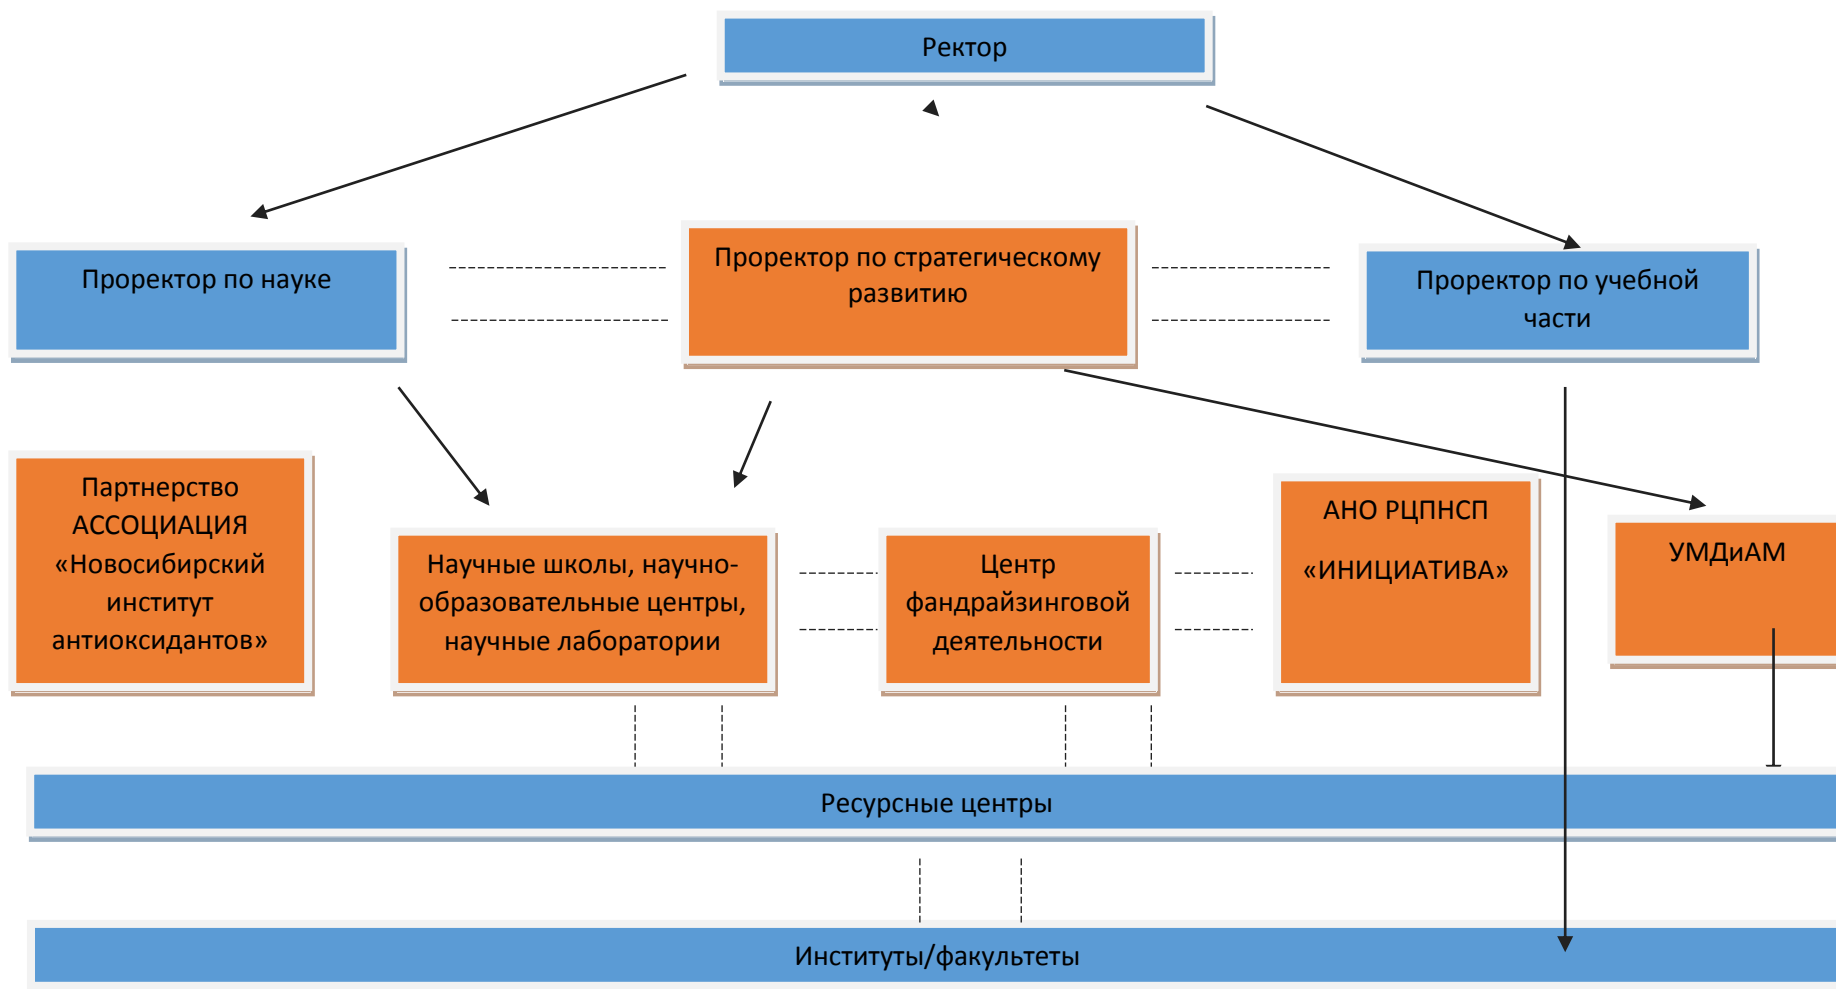 Ректор
Проректор по науке
Проректор по стратегическому
развитию
Проректор по учебной
части
Партнерство
АССОЦИАЦИЯ
«Новосибирский
институт
антиоксидантов»
Научные школы, научно-
образовательные центры,
научные лаборатории
Центр
фандрайзинговой
деятельности
АНО РЦПНСП
«ИНИЦИАТИВА»
УМДиАМ
Ресурсные центры
Институты/факультеты